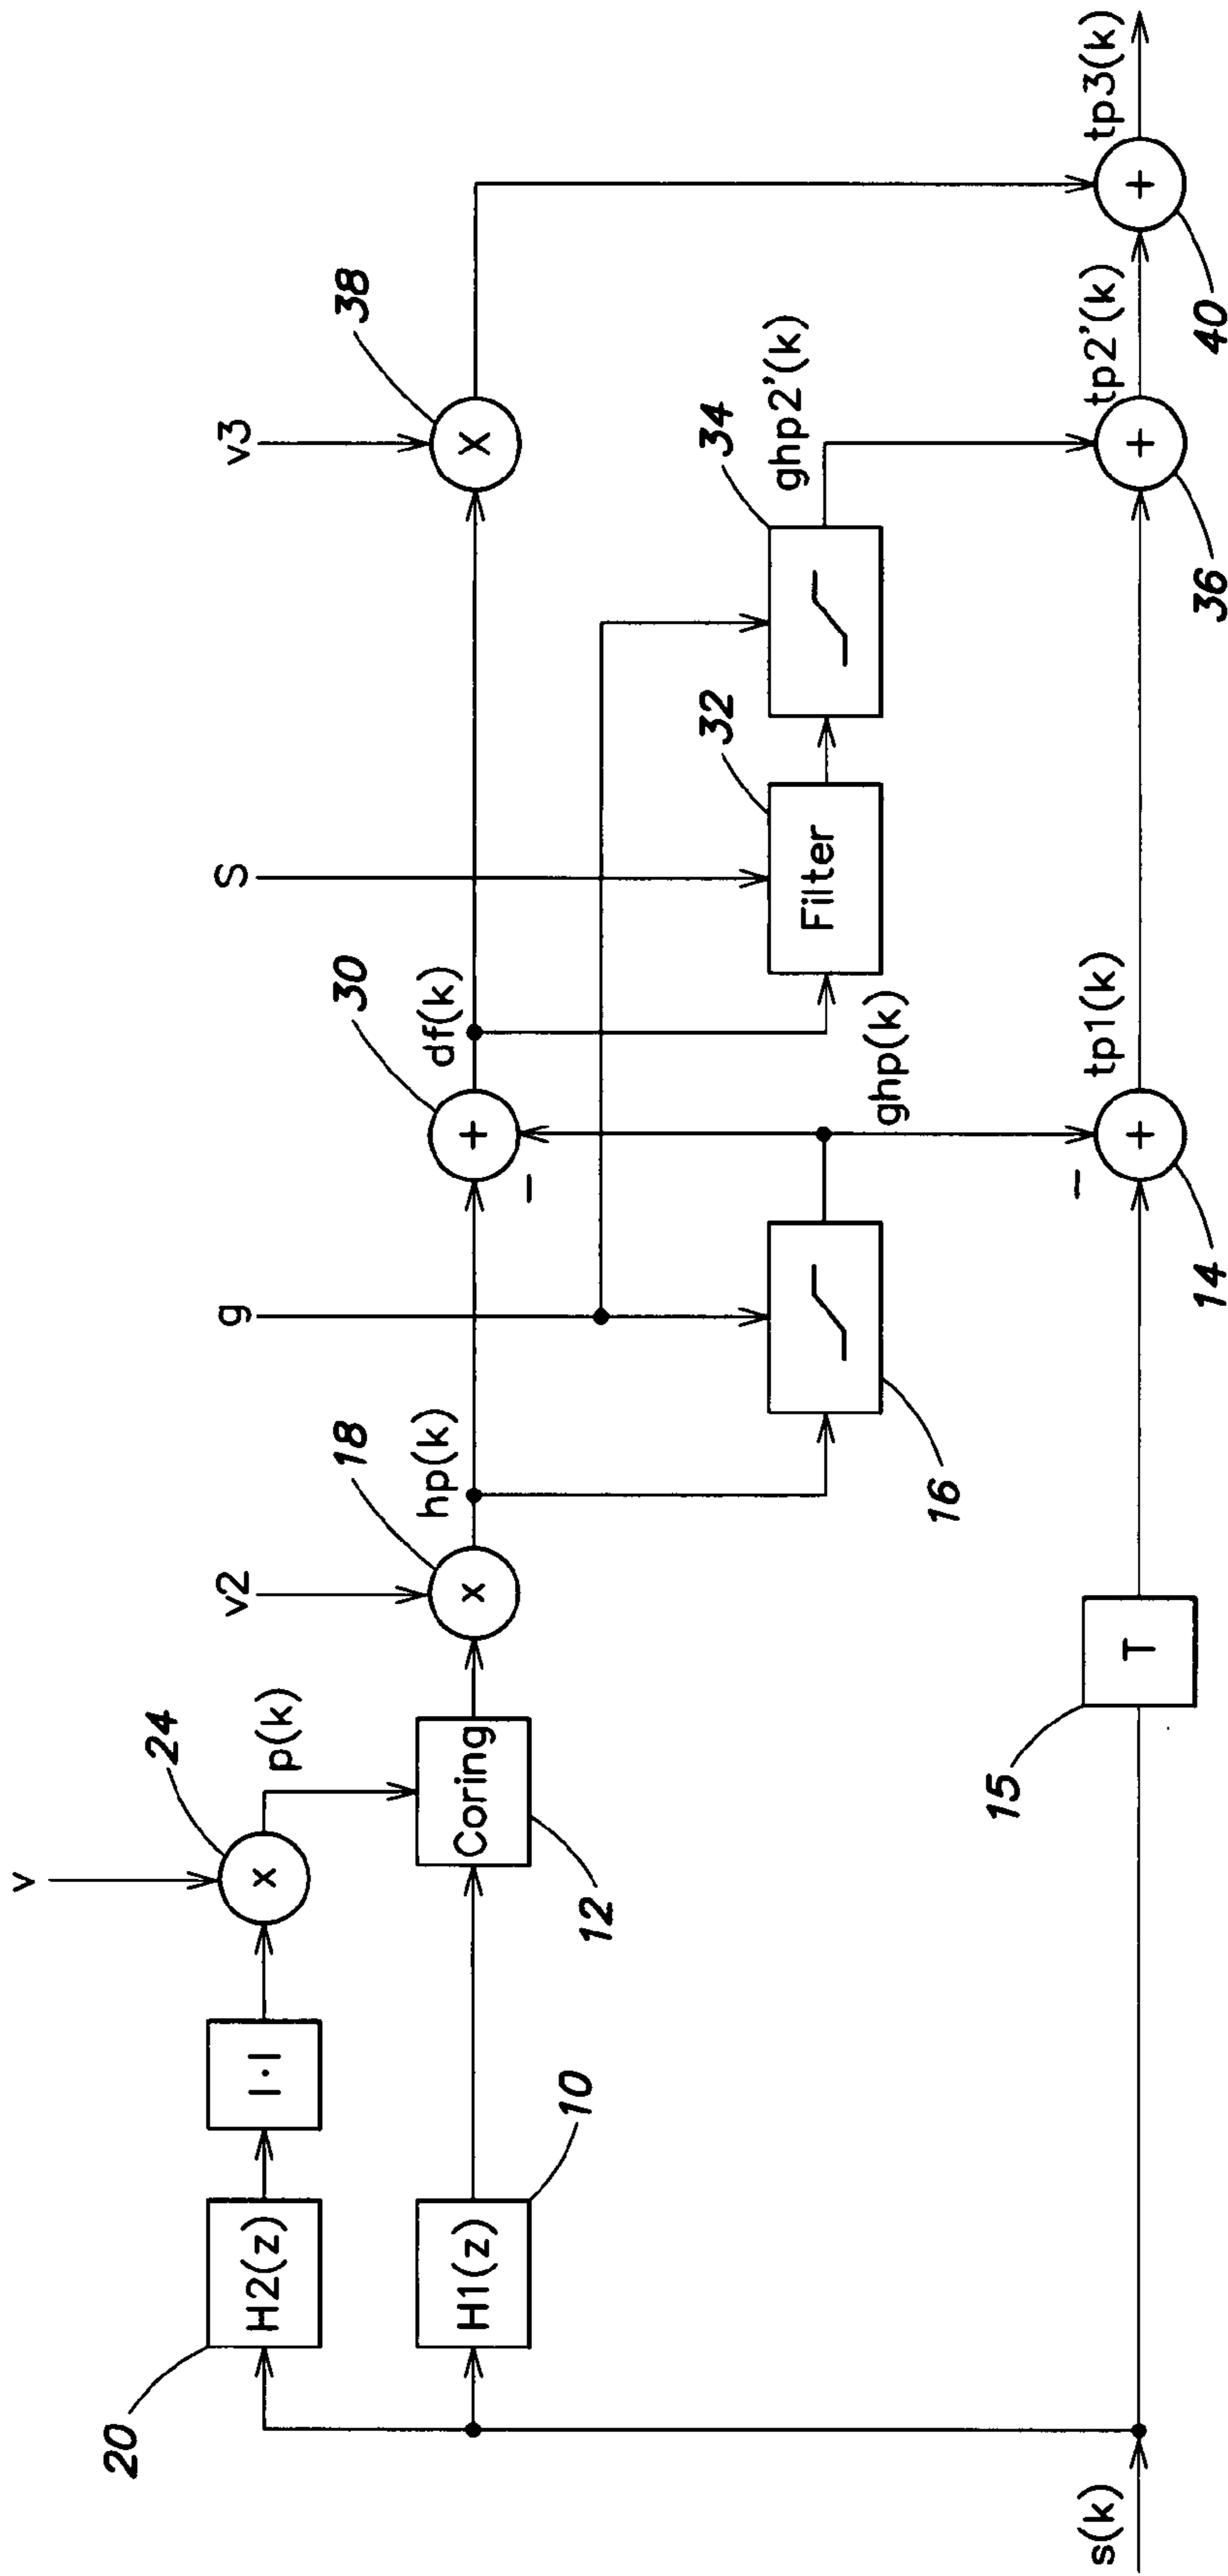 v
24
p(k)
20
H2(z)
|·|
x
v2
18
hp(k)
g
30
df(k)
S
v3
38
H1(z)
10
Coring
12
x
+
−
X
16
ghp(k)
32
Filter
34
ghp2'(k)
s(k)
15
T
−
+
14
tp1(k)
+
36
tp2'(k)
+
40
tp3(k)